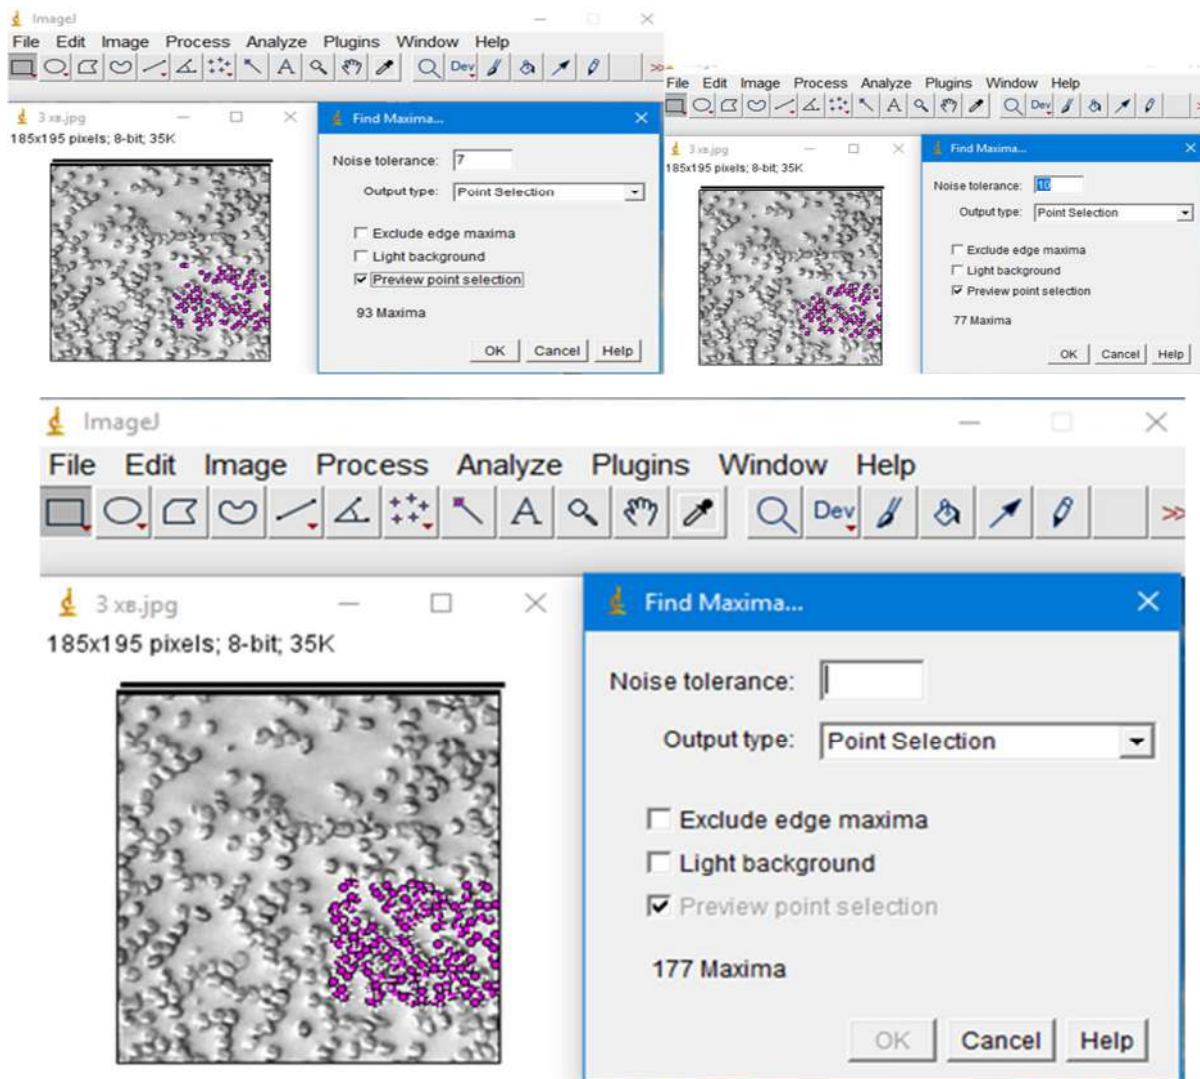 ImageJ
File Edit Image Process Analyze Plugins Window Help
A Dev >>
3 хв.jpg
185x195 pixels; 8-bit; 35K
Find Maxima...
Noise tolerance: 7
Output type: Point Selection
Exclude edge maxima
Light background
Preview point selection
93 Maxima
OK Cancel Help
File Edit Image Process Analyze Plugins Window Help
A Dev >>
3 хв.jpg
185x195 pixels; 8-bit; 35K
Find Maxima...
Noise tolerance: 10
Output type: Point Selection
Exclude edge maxima
Light background
Preview point selection
77 Maxima
OK Cancel Help
ImageJ
File Edit Image Process Analyze Plugins Window Help
A Dev >>
3 хв.jpg
185x195 pixels; 8-bit; 35K
Find Maxima...
Noise tolerance:
Output type: Point Selection
Exclude edge maxima
Light background
Preview point selection
177 Maxima
OK Cancel Help